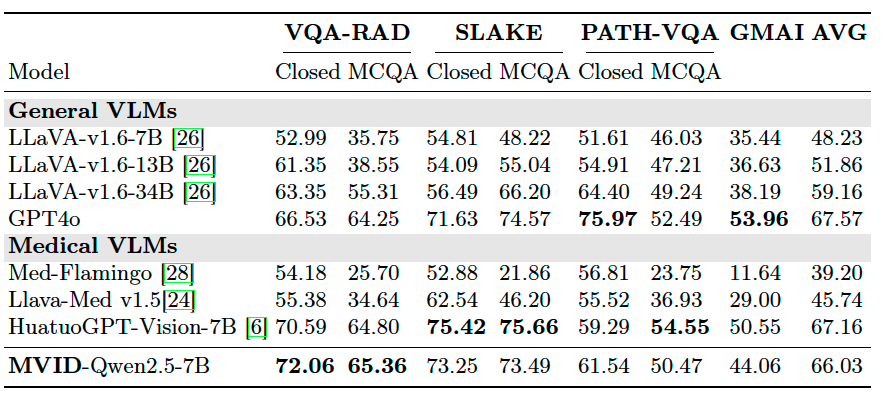 VQA-RAD SLAKE PATH-VQA GMAI AVG
Model Closed MCQA Closed MCQA Closed MCQA
General VLMs
LLaVA-v1.6-7B [26] 52.99 35.75 54.81 48.22 51.61 46.03 35.44 48.23
LLaVA-v1.6-13B [26] 61.35 38.55 54.09 55.04 54.91 47.21 36.63 51.86
LLaVA-v1.6-34B [26] 63.35 55.31 56.49 66.20 64.40 49.24 38.19 59.16
GPT4o 66.53 64.25 71.63 74.57 75.97 52.49 53.96 67.57
Medical VLMs
Med-Flamingo [28] 54.18 25.70 52.88 21.86 56.81 23.75 11.64 39.20
Llava-Med v1.5[24] 55.38 34.64 62.54 46.20 55.52 36.93 29.00 45.74
HuatuoGPT-Vision-7B [6] 70.59 64.80 75.42 75.66 59.29 54.55 50.55 67.16
MVID-Qwen2.5-7B 72.06 65.36 73.25 73.49 61.54 50.47 44.06 66.03